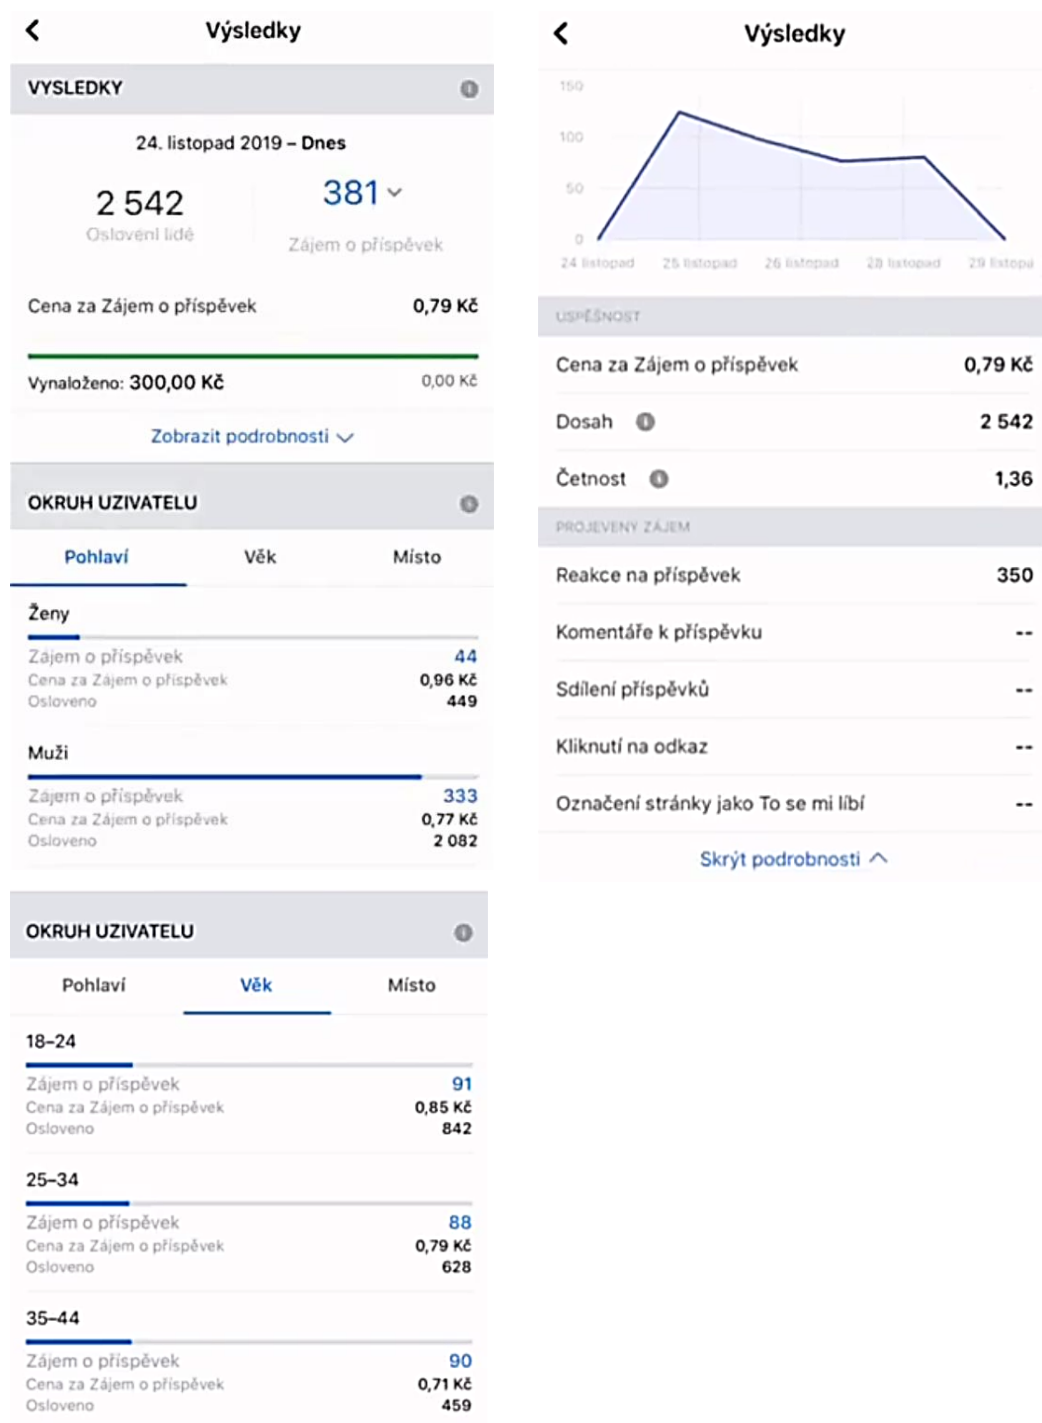 Výsledky
VYSLEDKY
24. listopad 2019 – Dnes
2 542
381
Osloveni lidé
Zájem o příspěvek
Cena za Zájem o příspěvek 0,79 Kč
Vynaloženo: 300,00 Kč 0,00 Kč
Zobrazit podrobnosti
OKRUH UZIVATELU
Pohlaví Věk Místo
Ženy
Zájem o příspěvek 44
Cena za Zájem o příspěvek 0,96 Kč
Osloveno 449
Muži
Zájem o příspěvek 333
Cena za Zájem o příspěvek 0,77 Kč
Osloveno 2 082
OKRUH UZIVATELU
Pohlaví Věk Místo
18–24
Zájem o příspěvek 91
Cena za Zájem o příspěvek 0,85 Kč
Osloveno 842
25–34
Zájem o příspěvek 88
Cena za Zájem o příspěvek 0,79 Kč
Osloveno 628
35–44
Zájem o příspěvek 90
Cena za Zájem o příspěvek 0,71 Kč
Osloveno 459
Výsledky
150
100
50
0
24 listopad 25 listopad 26 listopad 28 listopad 29 listopa
USPĚŠNOST
Cena za Zájem o příspěvek 0,79 Kč
Dosah 2 542
Četnost 1,36
PROJEVENY ZÁJEM
Reakce na příspěvek 350
Komentáře k příspěvku --
Sdílení příspěvků --
Kliknutí na odkaz --
Označení stránky jako To se mi líbí --
Skrýt podrobnosti